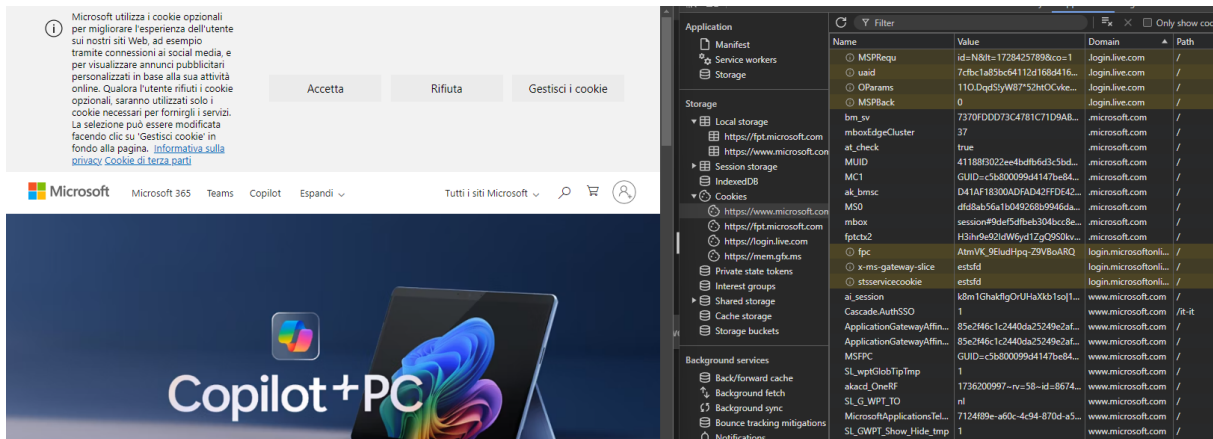 Microsoft utilizza i cookie opzionali
per migliorare l'esperienza dell'utente
sui nostri siti Web, ad esempio
tramite connessioni ai social media, e
per visualizzare annunci pubblicitari
personalizzati in base alla sua attività
online. Qualora l'utente rifiuti i cookie
opzionali, saranno utilizzati solo i
cookie necessari per fornirgli i servizi.
La selezione può essere modificata
facendo clic su 'Gestisci cookie' in
fondo alla pagina. Informativa sulla
privacy Cookie di terza parti
Accetta Rifiuta Gestisci i cookie
Microsoft Microsoft 365 Teams Copilot Espandi Tutti i siti Microsoft
Copilot+PC
Application
Manifest
Service workers
Storage
Storage
Local storage
https://fpt.microsoft.com
https://www.microsoft.con
Session storage
IndexedDB
Cookies
https://www.microsoft.con
https://fpt.microsoft.com
https://login.live.com
https://mem.gfx.ms
Private state tokens
Interest groups
Shared storage
Cache storage
Storage buckets
Background services
Back/forward cache
Background fetch
Background sync
Bounce tracking mitigations
Notifications
Filter Only show coo
Name Value Domain Path
MSPRequ id=N&lt=1728425789&co=1 .login.live.com /
uaid 7cfbc1a85bc64112d168d416... .login.live.com /
OParams .login.live.com /
MSPBack 0 .login.live.com /
bm_sv 7370FDDD73C4781C71D9AB... .microsoft.com /
mboxEdgeCluster 37 .microsoft.com /
at_check true .microsoft.com /
MUID 41188f3022ee4bdfb6d3c5bd... .microsoft.com /
MC1 GUID=c5b800099d4147be84... .microsoft.com /
ak_bmsc D41AF18300ADFAD42FFDE42... .microsoft.com /
MS0 dfd8ab56a1b049268b9946da... .microsoft.com /
mbox session#9def5dfbeb304bcc8e... .microsoft.com /
fptctx2 .microsoft.com /
fpc AtmVK_9EludHpq-Z9VBoARQ login.microsoftonli... /
x-ms-gateway-slice estsfd login.microsoftonli... /
stsservicecookie estsfd login.microsoftonli... /
ai_session www.microsoft.com /
Cascade.AuthSSO 1 www.microsoft.com /it-it
ApplicationGatewayAffin... 85e2f46c1c2440da25249e2af... www.microsoft.com /
ApplicationGatewayAffin... 85e2f46c1c2440da25249e2af... www.microsoft.com /
MSFPC GUID=c5b800099d4147be84... www.microsoft.com /
SL_wptGlobTipTmp 1 www.microsoft.com /
akacd_OneRF 1736200997~rv=58~id=8674... www.microsoft.com /
SL_G_WPT_TO nl www.microsoft.com /
MicrosoftApplicationsTel... 7124f89e-a60c-4c94-870d-a5... www.microsoft.com /
SL_GWPT_Show_Hide_tmp 1 www.microsoft.com /